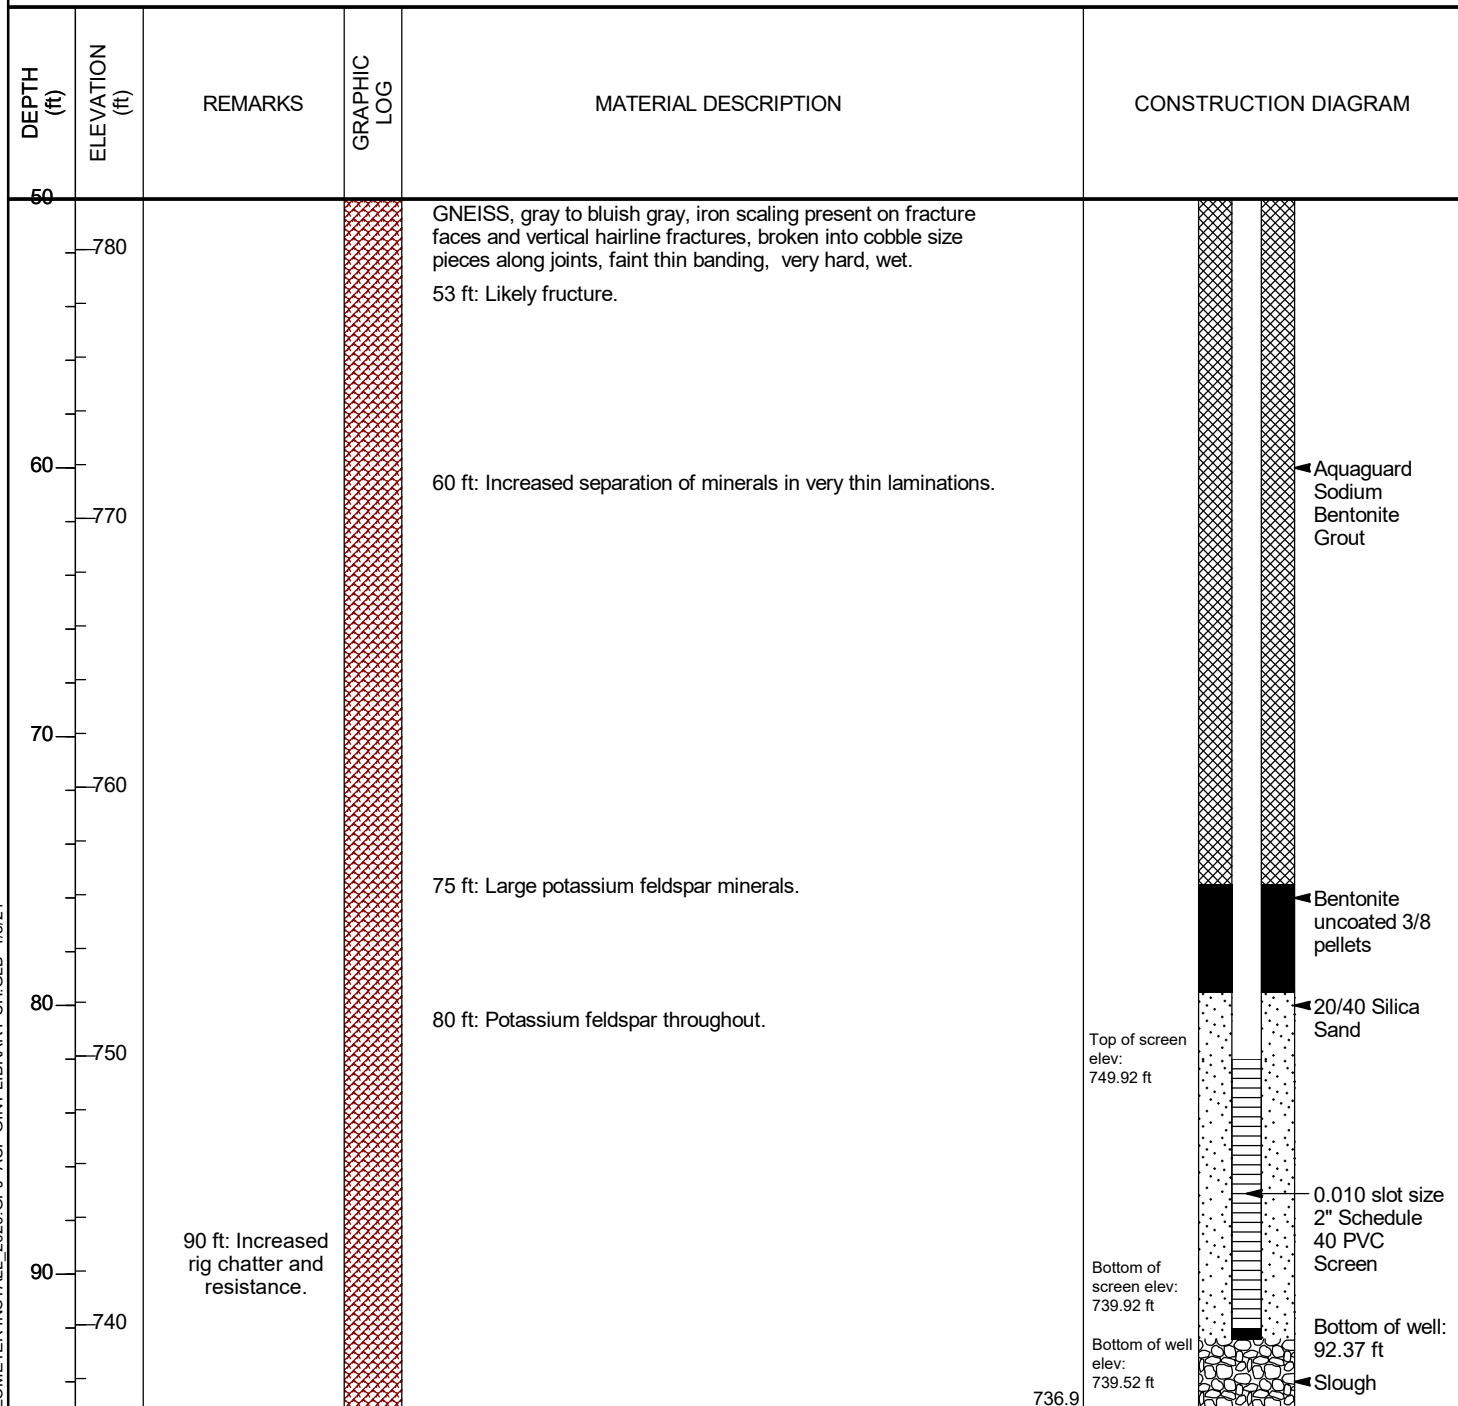 DEPTH
(ft)
ELEVATION
(ft)
REMARKS
GRAPHIC
LOG
MATERIAL DESCRIPTION
CONSTRUCTION DIAGRAM
50
GNEISS, gray to bluish gray, iron scaling present on fracture
faces and vertical hairline fractures, broken into cobble size
pieces along joints, faint thin banding, very hard, wet.
780
53 ft: Likely fructure.
60
60 ft: Increased separation of minerals in very thin laminations.
Aquaguard
Sodium
Bentonite
Grout
770
70
760
75 ft: Large potassium feldspar minerals.
Bentonite
uncoated 3/8
pellets
80
80 ft: Potassium feldspar throughout.
20/40 Silica
Sand
750
Top of screen
elev:
749.92 ft
0.010 slot size
2" Schedule
40 PVC
Screen
90 ft: Increased
rig chatter and
resistance.
90
Bottom of
screen elev:
739.92 ft
740
Bottom of well:
92.37 ft
Bottom of well
elev:
739.52 ft
Slough
736.9